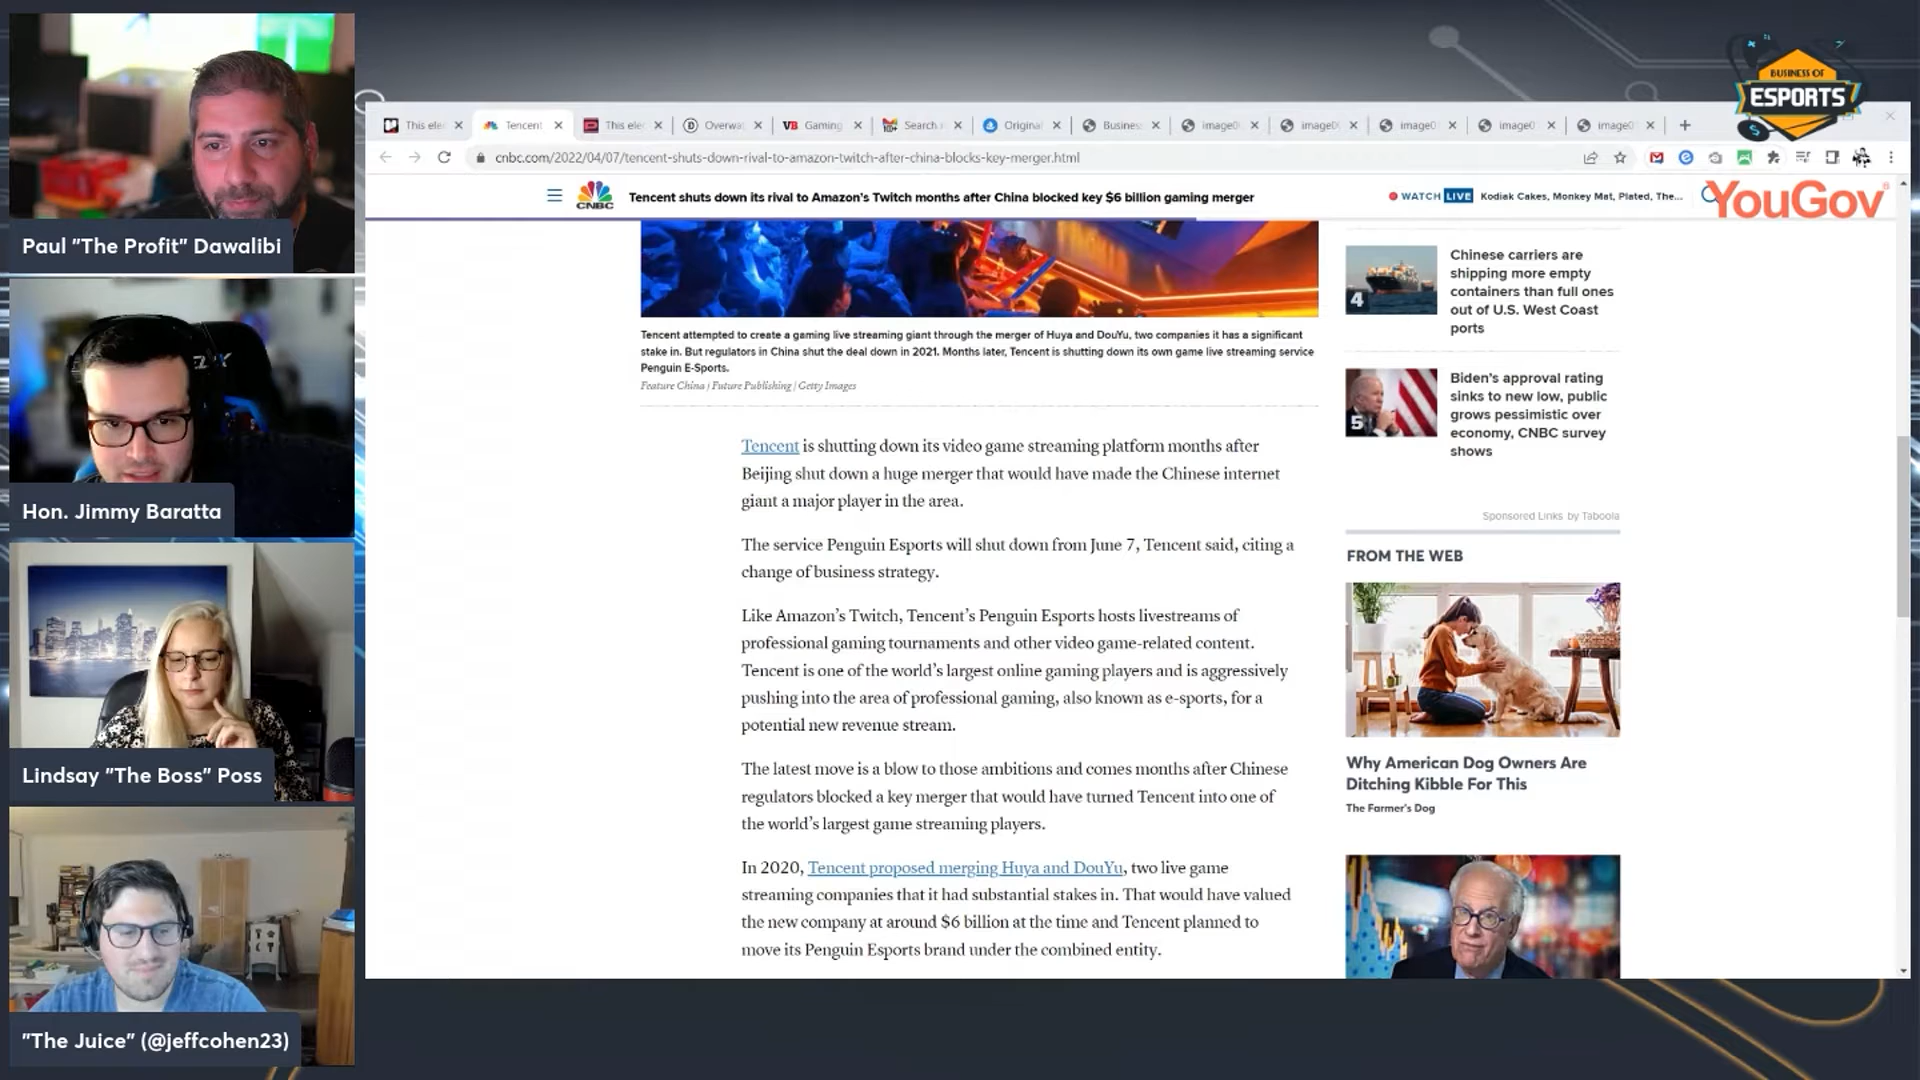 Paul "The Profit" Dawalibi
Hon. Jimmy Baratta
Lindsay "The Boss" Poss
"The Juice" (@jeffcohen23)
BUSINESS OF
ESPORTS
This ele
Tencent
This ele
Overwa
VB Gaming
Search
Original
Busines
image0
image0
image0
image0
image0
cnbc.com/2022/04/07/tencent-shuts-down-rival-to-amazon-twitch-after-china-blocks-key-merger.html
CNBC
Tencent shuts down its rival to Amazon's Twitch months after China blocked key $6 billion gaming merger
WATCH LIVE
Kodiak Cakes, Monkey Mat, Plated, The...
YouGov
Tencent attempted to create a gaming live streaming giant through the merger of Huya and DouYu, two companies it has a significant
stake in. But regulators in China shut the deal down in 2021. Months later, Tencent is shutting down its own game live streaming service
Penguin E-Sports.
Feature China | Future Publishing | Getty Images
Tencent is shutting down its video game streaming platform months after
Beijing shut down a huge merger that would have made the Chinese internet
giant a major player in the area.
The service Penguin Esports will shut down from June 7, Tencent said, citing a
change of business strategy.
Like Amazon's Twitch, Tencent's Penguin Esports hosts livestreams of
professional gaming tournaments and other video game-related content.
Tencent is one of the world's largest online gaming players and is aggressively
pushing into the area of professional gaming, also known as e-sports, for a
potential new revenue stream.
The latest move is a blow to those ambitions and comes months after Chinese
regulators blocked a key merger that would have turned Tencent into one of
the world's largest game streaming players.
In 2020, Tencent proposed merging Huya and DouYu, two live game
streaming companies that it had substantial stakes in. That would have valued
the new company at around $6 billion at the time and Tencent planned to
move its Penguin Esports brand under the combined entity.
4
Chinese carriers are
shipping more empty
containers than full ones
out of U.S. West Coast
ports
5
Biden's approval rating
sinks to new low, public
grows pessimistic over
economy, CNBC survey
shows
Sponsored Links by Taboola
FROM THE WEB
Why American Dog Owners Are
Ditching Kibble For This
The Farmer's Dog